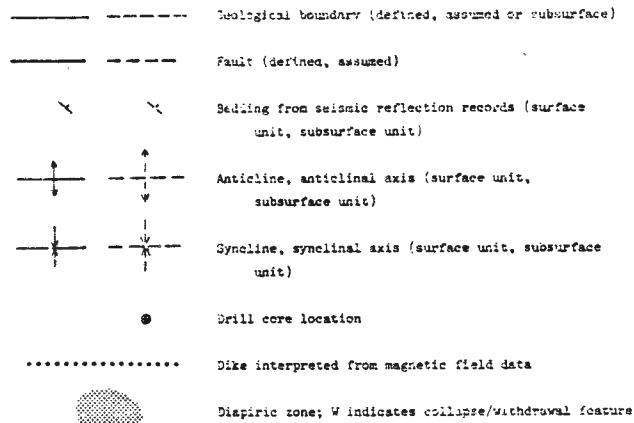 Geological boundary (defined, assumed or subsurface)
Fault (defined, assumed)
Bedding from seismic reflection records (surface
unit, subsurface unit)
Anticline, anticlinal axis (surface unit,
subsurface unit)
Syncline, synclinal axis (surface unit, subsurface
unit)
Drill core location
Dike interpreted from magnetic field data
Diapiric zone; W indicates collapse/withdrawal feature